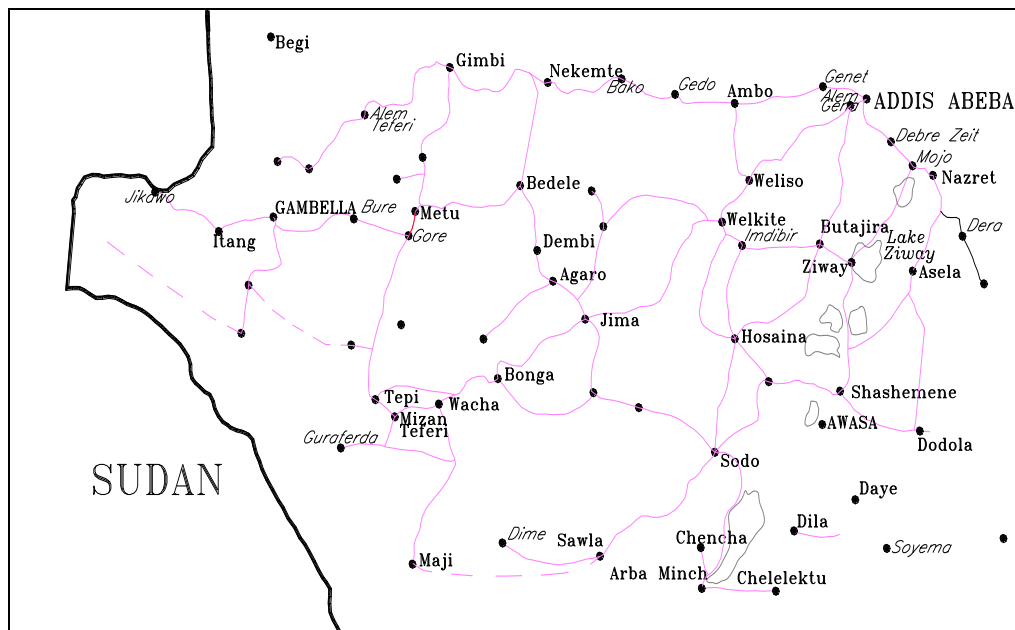 Begi
Gimbi
Nekemte
Bako
Gedo
Ambo
Genet
Alem
Gena
ADDIS ABEBA
Alem
Teferi
Debre Zeit
Mojo
Nazret
Jikawo
GAMBELLA
Bure
Metu
Bedele
Weliso
Itang
Gore
Dembi
Welkite
Imdibir
Butajira
Lake
Ziway
Dera
Ziway
Agaro
Asela
Jima
Hosaina
Bonga
Tepi
Wacha
Shashemene
Mizan
Teferi
Guraferda
AWASA
Dodola
SUDAN
Sodo
Daye
Dime
Sawla
Chencha
Dila
Soyema
Maji
Arba Minch
Chelelektu